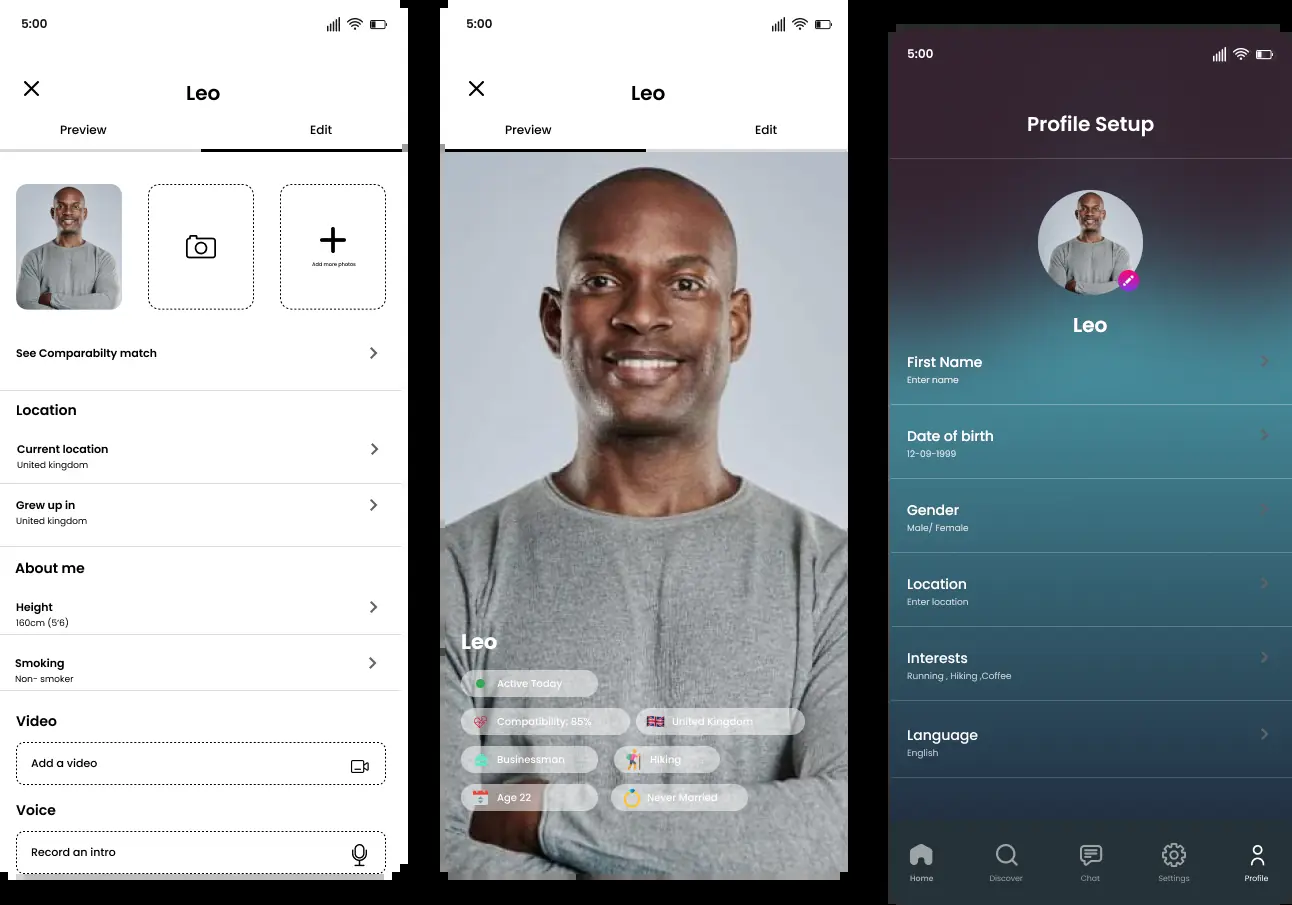 5:00
Leo
Preview
Edit
Add more photos
See Comparabilty match
Location
Current location
United kingdom
Grew up in
United kingdom
About me
Height
160cm (5'6)
Smoking
Non- smoker
Video
Add a video
Voice
Record an intro
5:00
Leo
Preview
Edit
Leo
Active Today
Compatibility: 85%
United Kingdom
Businessman
Hiking
Age 22
Never Married
5:00
Profile Setup
Leo
First Name
Enter name
Date of birth
12-09-1999
Gender
Male/ Female
Location
Enter location
Interests
Running , Hiking ,Coffee
Language
English
Home
Discover
Chat
Settings
Profile